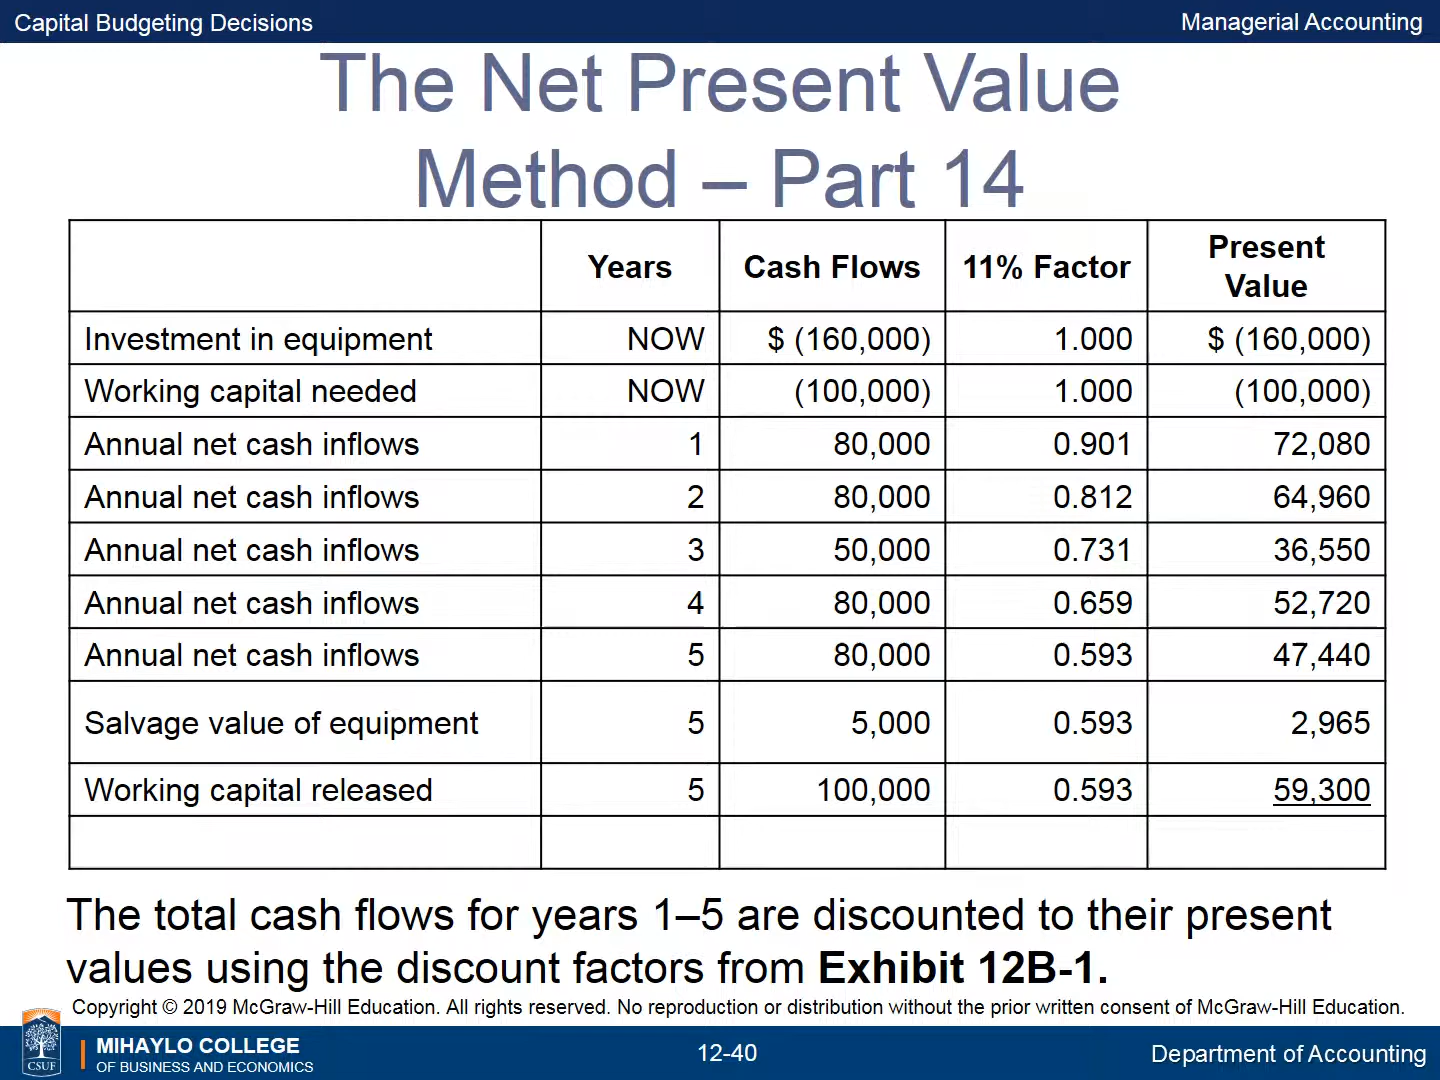 Capital Budgeting Decisions
Managerial Accounting
The Net Present Value
Method – Part 14
Years Cash Flows 11% Factor Present Value
Investment in equipment NOW $ (160,000) 1.000 $ (160,000)
Working capital needed NOW (100,000) 1.000 (100,000)
Annual net cash inflows 1 80,000 0.901 72,080
Annual net cash inflows 2 80,000 0.812 64,960
Annual net cash inflows 3 50,000 0.731 36,550
Annual net cash inflows 4 80,000 0.659 52,720
Annual net cash inflows 5 80,000 0.593 47,440
Salvage value of equipment 5 5,000 0.593 2,965
Working capital released 5 100,000 0.593 59,300
The total cash flows for years 1–5 are discounted to their present
values using the discount factors from Exhibit 12B-1.
Copyright © 2019 McGraw-Hill Education. All rights reserved. No reproduction or distribution without the prior written consent of McGraw-Hill Education.
CSUF
MIHAYLO COLLEGE
OF BUSINESS AND ECONOMICS
12-40
Department of Accounting